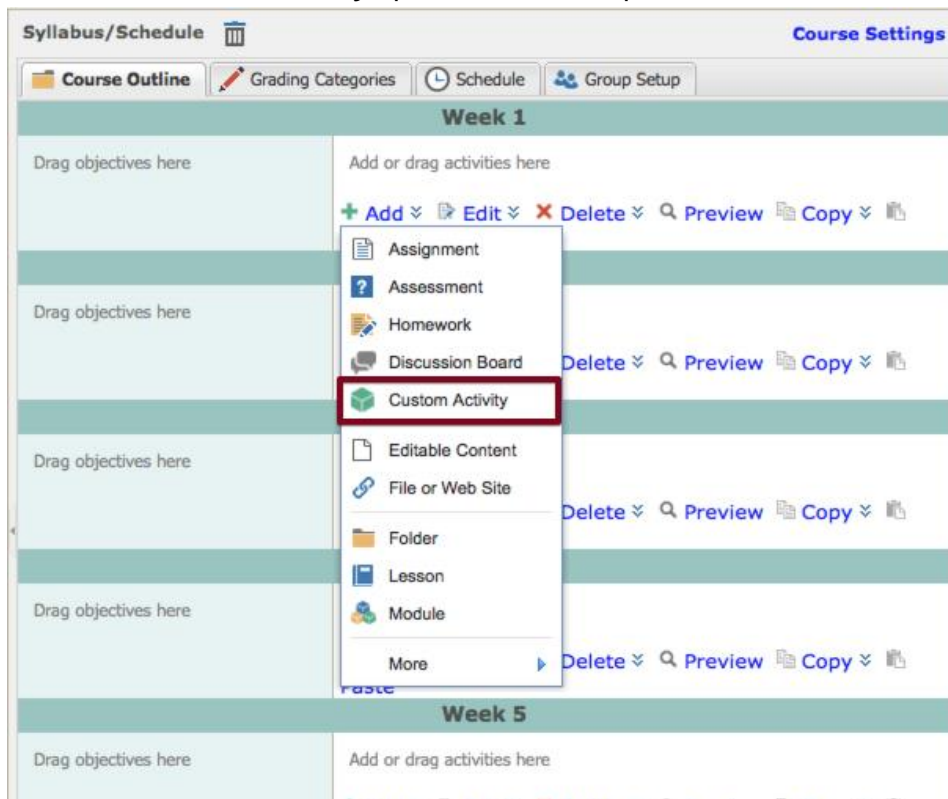 Syllabus/Schedule Course Settings
Course Outline Grading Categories Schedule Group Setup
Week 1
Drag objectives here Add or drag activities here
Add Edit Delete Preview Copy
Assignment
Assessment
Drag objectives here
Homework
Discussion Board Delete Preview Copy
Custom Activity
Drag objectives here Editable Content
File or Web Site
Delete Preview Copy
Folder
Lesson
Drag objectives here Module
More Delete Preview Copy
Paste
Week 5
Drag objectives here Add or drag activities here